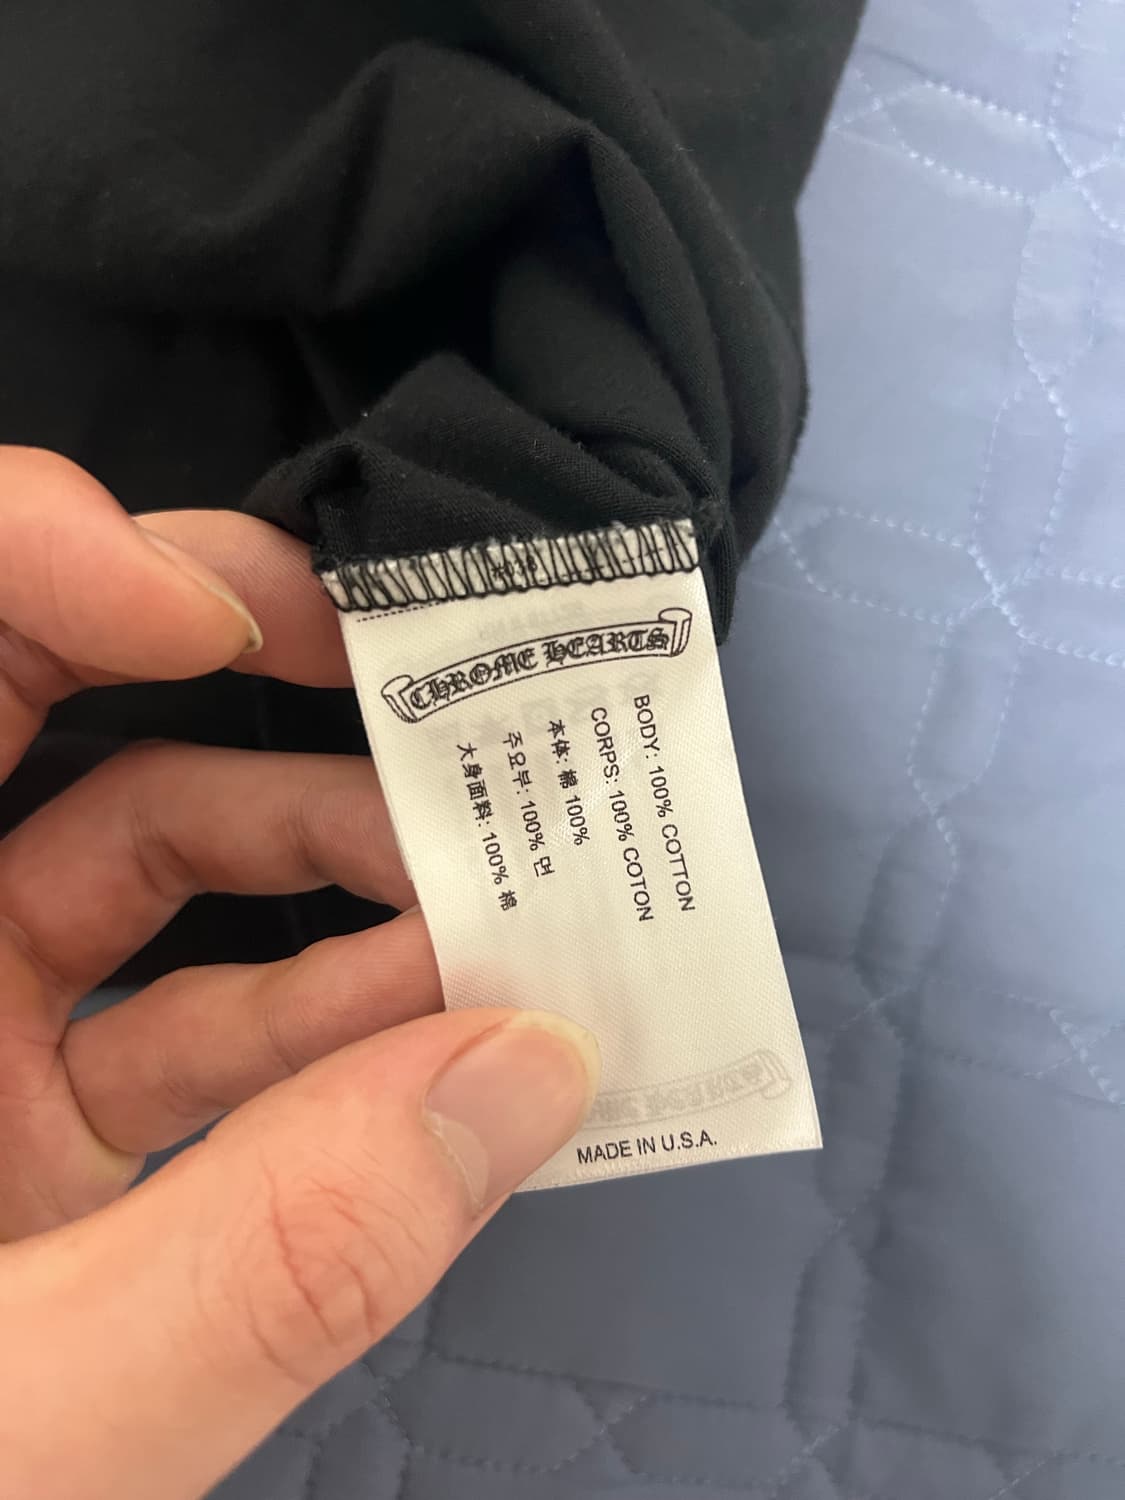 CHROME HEARTS
BODY: 100% COTTON
CORPS: 100% COTON
本体: 棉 100%
주요부: 100% 면
大身面料: 100% 棉
MADE IN U.S.A.